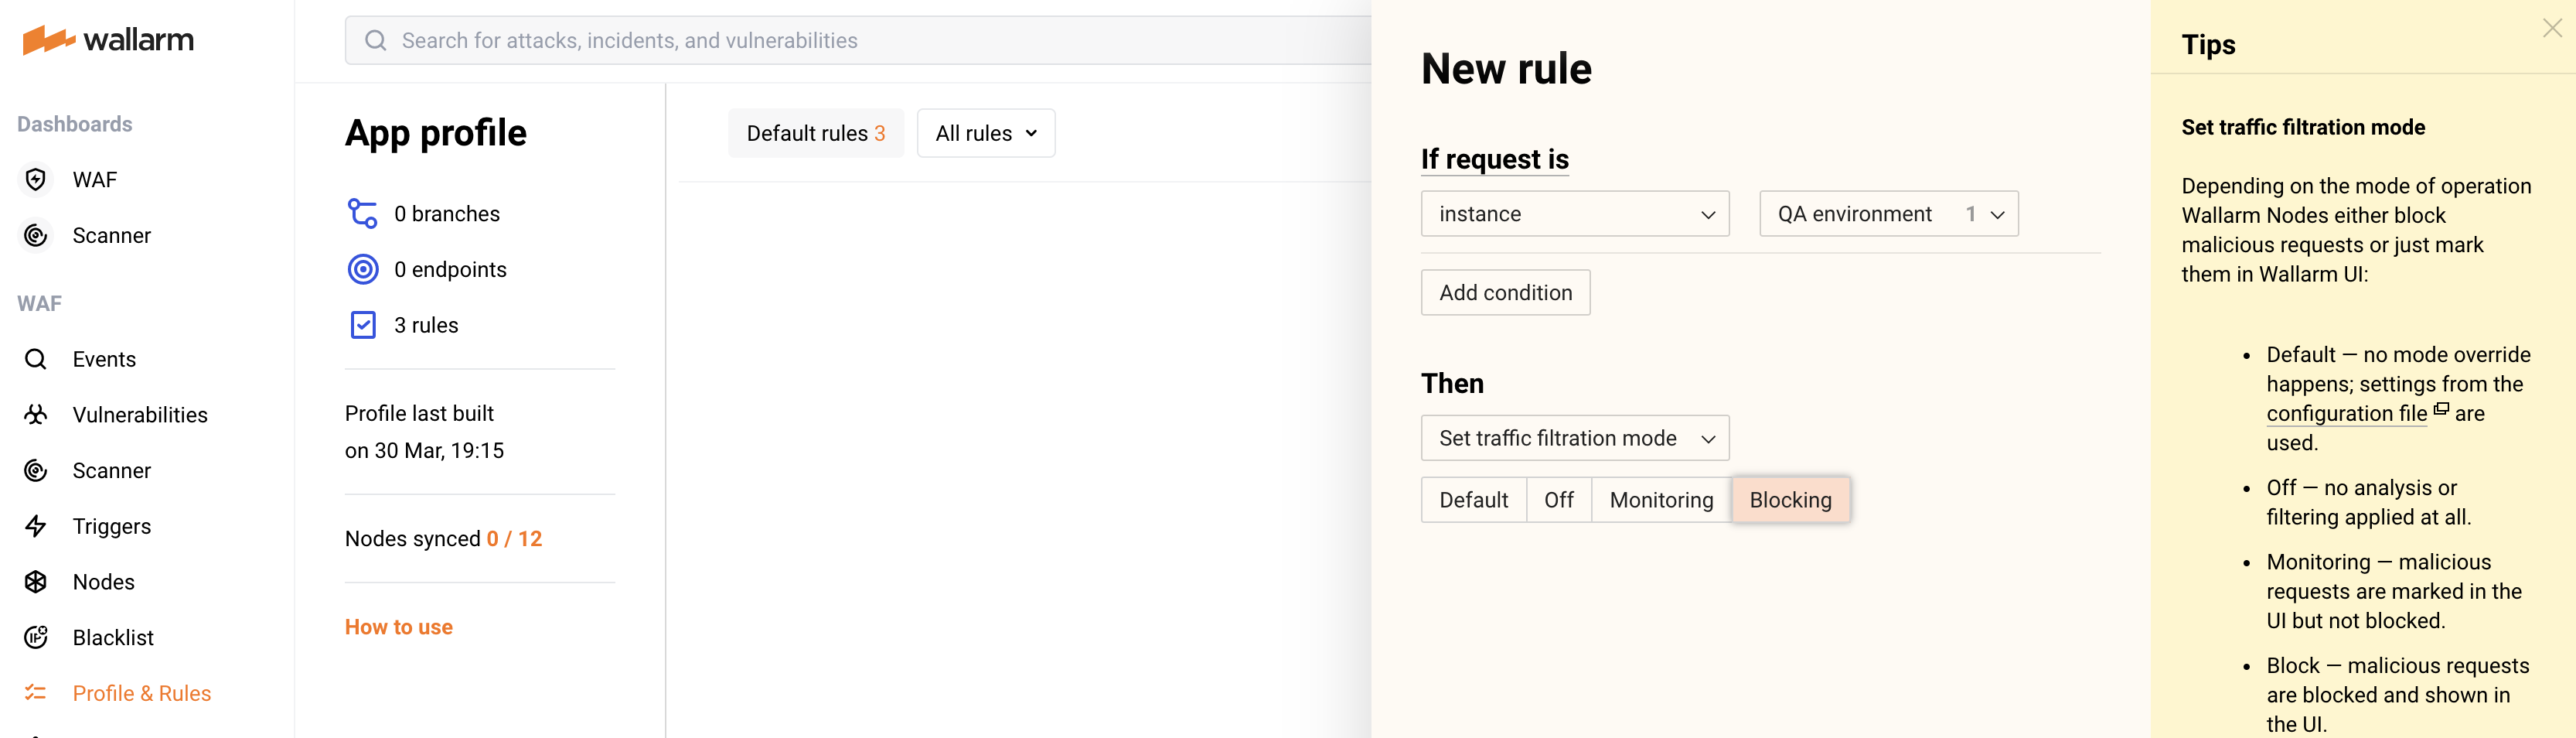 wallarm
Dashboards
WAF
Scanner
WAF
Events
Vulnerabilities
Scanner
Triggers
Nodes
Blacklist
Profile & Rules
Search for attacks, incidents, and vulnerabilities
App profile
0 branches
0 endpoints
3 rules
Profile last built
on 30 Mar, 19:15
Nodes synced 0 / 12
How to use
Default rules 3
All rules
New rule
If request is
instance
QA environment 1
Add condition
Then
Set traffic filtration mode
Default Off Monitoring Blocking
Tips
Set traffic filtration mode
Depending on the mode of operation
Wallarm Nodes either block
malicious requests or just mark
them in Wallarm UI:
• Default — no mode override
happens; settings from the
configuration file are
used.
• Off — no analysis or
filtering applied at all.
• Monitoring — malicious
requests are marked in the
UI but not blocked.
• Block — malicious requests
are blocked and shown in
the UI.